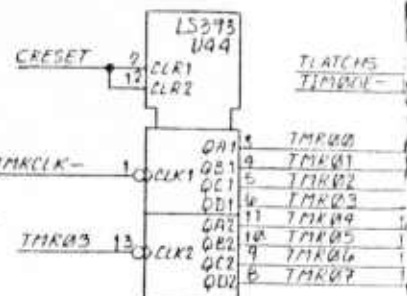 LS393
U44
CRESET 2 CLR1
12 CLR2
TLATCHS
TIMODE-
TMRCLK- 1 CLK1
QA1 3 TMR00
QB1 4 TMR01
QC1 5 TMR02
QD1 6 TMR03
TMR03 13 CLK2
QA2 11 TMR04
QB2 10 TMR05
QC2 9 TMR06
QD2 8 TMR07